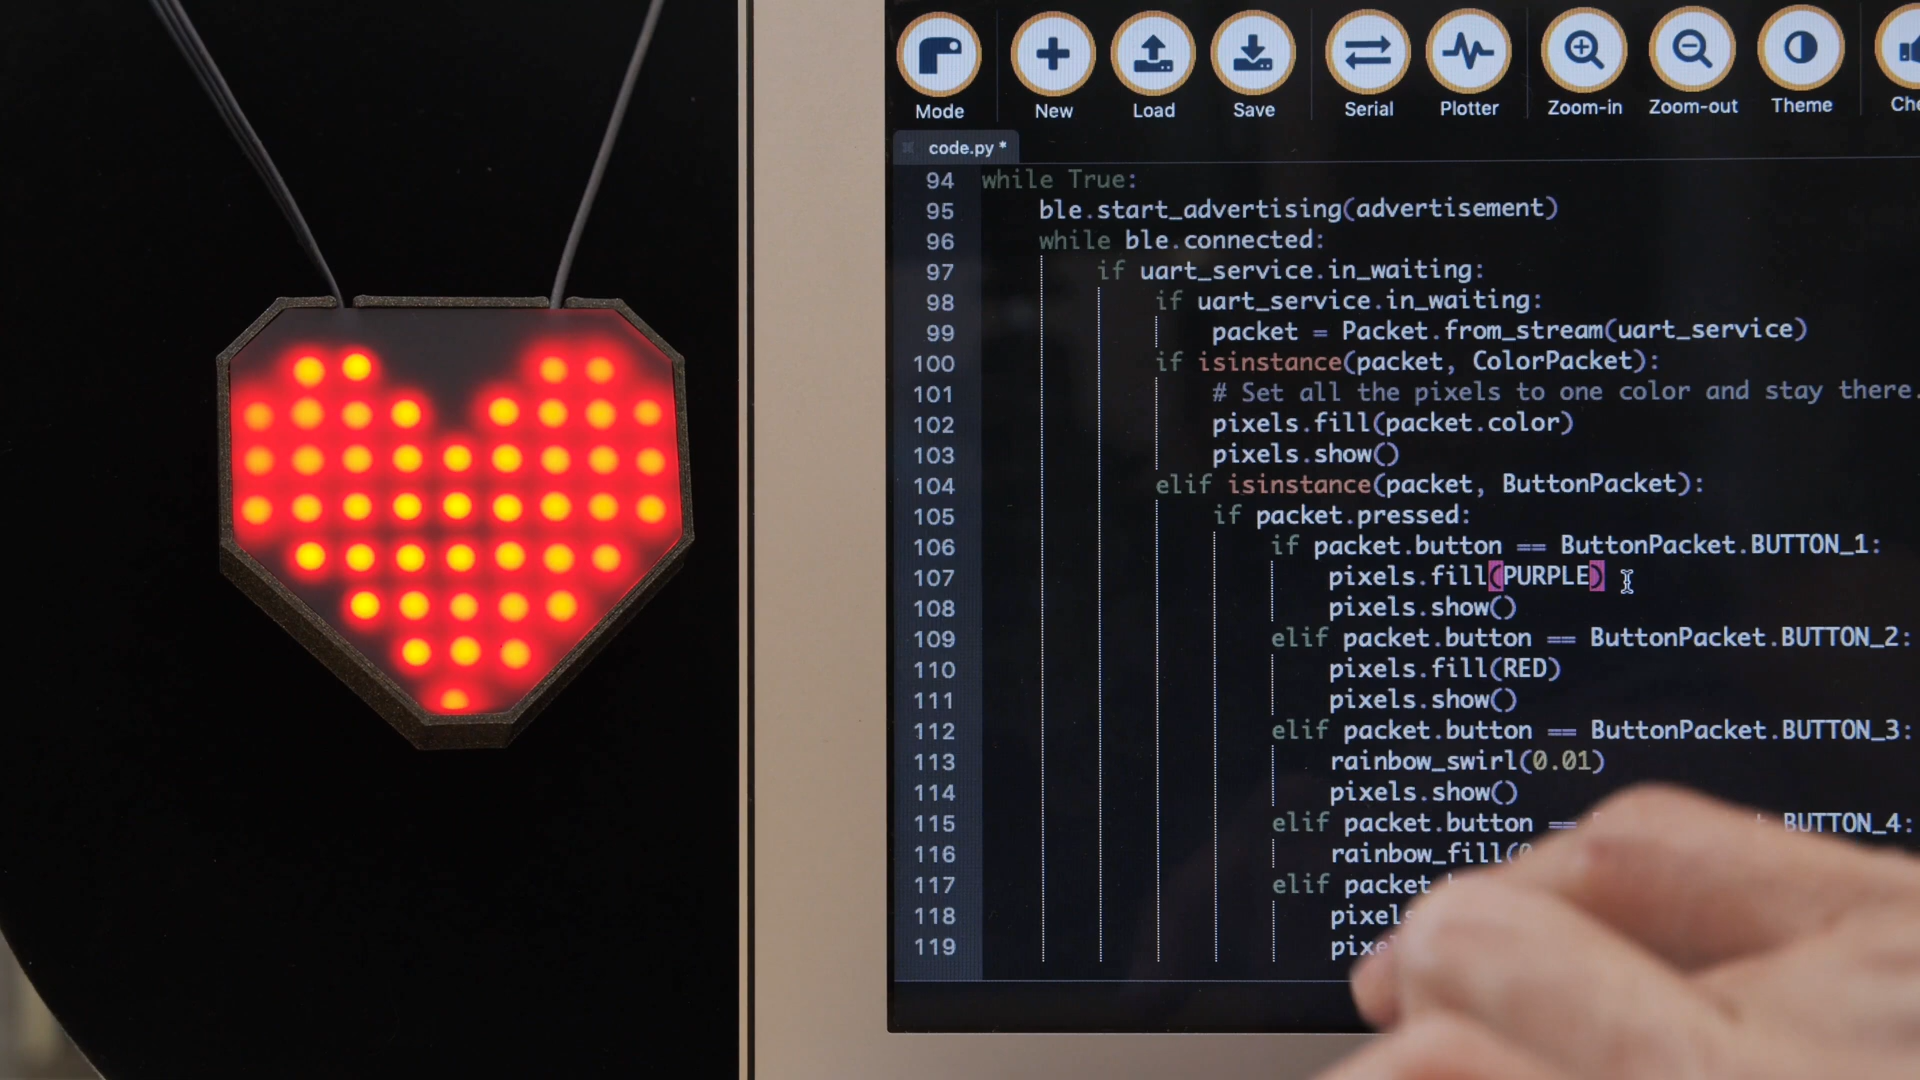 Mode New Load Save Serial Plotter Zoom-in Zoom-out Theme
code.py *
94 while True:
95 ble.start_advertising(advertisement)
96 while ble.connected:
97 if uart_service.in_waiting:
98 if uart_service.in_waiting:
99 packet = Packet.from_stream(uart_service)
100 if isinstance(packet, ColorPacket):
101 # Set all the pixels to one color and stay there.
102 pixels.fill(packet.color)
103 pixels.show()
104 elif isinstance(packet, ButtonPacket):
105 if packet.pressed:
106 if packet.button == ButtonPacket.BUTTON_1:
107 pixels.fill(PURPLE)
108 pixels.show()
109 elif packet.button == ButtonPacket.BUTTON_2:
110 pixels.fill(RED)
111 pixels.show()
112 elif packet.button == ButtonPacket.BUTTON_3:
113 rainbow_swirl(0.01)
114 pixels.show()
115 elif packet.button == BUTTON_4:
116 rainbow_fill(
117 elif packet
118 pixels
119